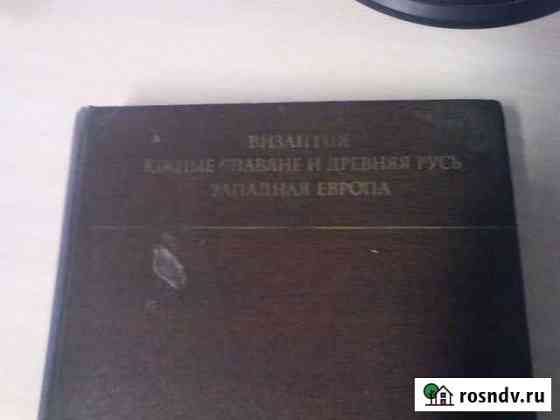 ВИЗАНТИЯ
ЮЖНЫЕ СЛАВЯНЕ И ДРЕВНЯЯ РУСЬ
ЗАПАДНАЯ ЕВРОПА
rosndv.ru